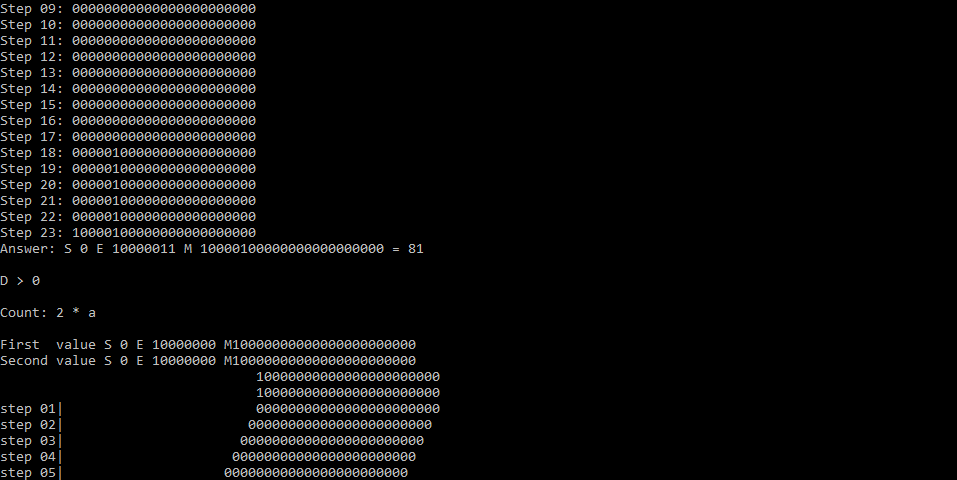 Step 09: 00000000000000000000000
Step 10: 00000000000000000000000
Step 11: 00000000000000000000000
Step 12: 00000000000000000000000
Step 13: 00000000000000000000000
Step 14: 00000000000000000000000
Step 15: 00000000000000000000000
Step 16: 00000000000000000000000
Step 17: 00000000000000000000000
Step 18: 00000100000000000000000
Step 19: 00000100000000000000000
Step 20: 00000100000000000000000
Step 21: 00000100000000000000000
Step 22: 00000100000000000000000
Step 23: 10000100000000000000000
Answer: S 0 E 10000011 M 10000100000000000000000 = 81
D > 0
Count: 2 * a
First  value S 0 E 10000000 M10000000000000000000000
Second value S 0 E 10000000 M10000000000000000000000
10000000000000000000000
10000000000000000000000
step 01| 00000000000000000000000
step 02| 00000000000000000000000
step 03| 00000000000000000000000
step 04| 00000000000000000000000
step 05| 00000000000000000000000